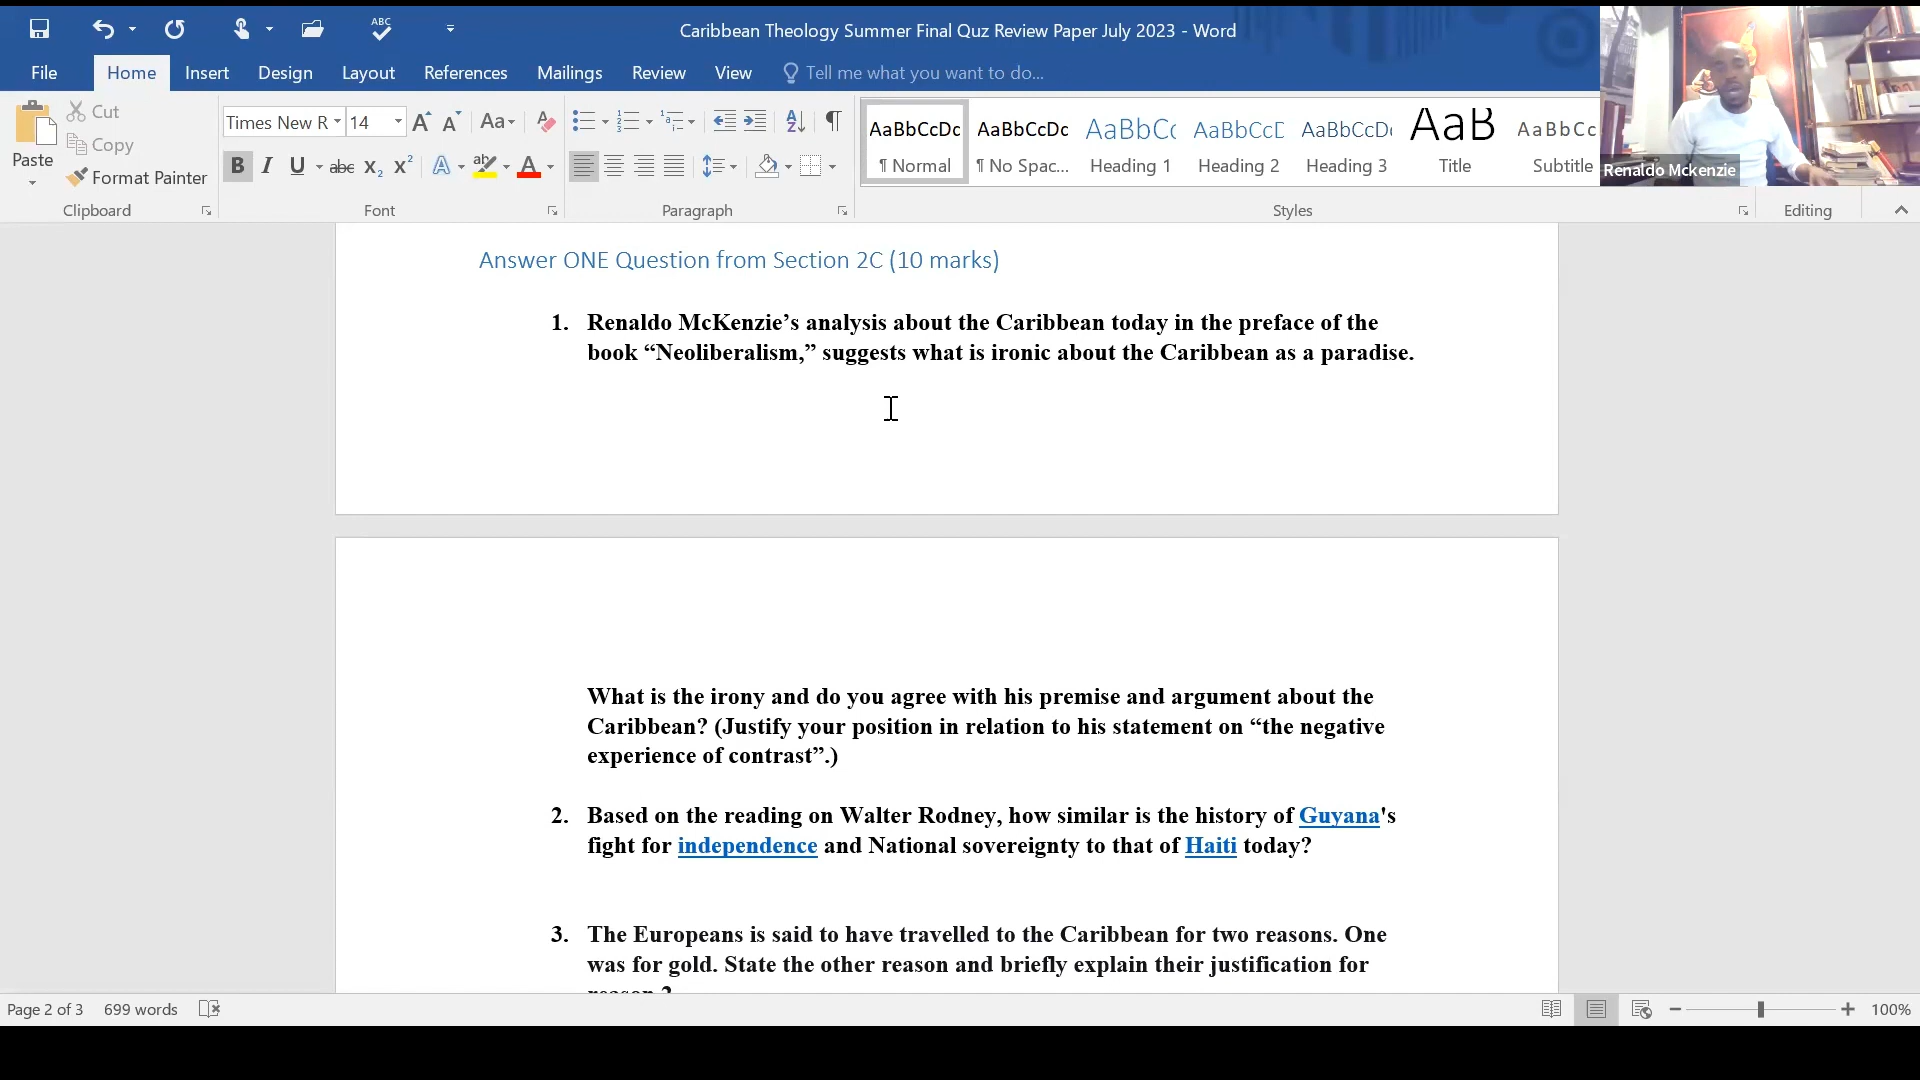 ABC
Caribbean Theology Summer Final Quz Review Paper July 2023 - Word
File Home Insert Design Layout References Mailings Review View Tell me what you want to do...
Paste
Cut
Copy
Format Painter
Clipboard
Times New R 14
Aa
B I U abc X₂ X² A ab A
Font
Paragraph
AaBbCcDc AaBbCcDc AaBbCc AaBbCcD AaBbCcDc AaB AaBbCc
¶ Normal ¶ No Spac... Heading 1 Heading 2 Heading 3 Title Subtitle
Styles
Editing
Renaldo Mckenzie
Answer ONE Question from Section 2C (10 marks)
1. Renaldo McKenzie’s analysis about the Caribbean today in the preface of the
book “Neoliberalism,” suggests what is ironic about the Caribbean as a paradise.
What is the irony and do you agree with his premise and argument about the
Caribbean? (Justify your position in relation to his statement on “the negative
experience of contrast”.)
2. Based on the reading on Walter Rodney, how similar is the history of Guyana's
fight for independence and National sovereignty to that of Haiti today?
3. The Europeans is said to have travelled to the Caribbean for two reasons. One
was for gold. State the other reason and briefly explain their justification for
reason 2
Page 2 of 3 699 words 100%